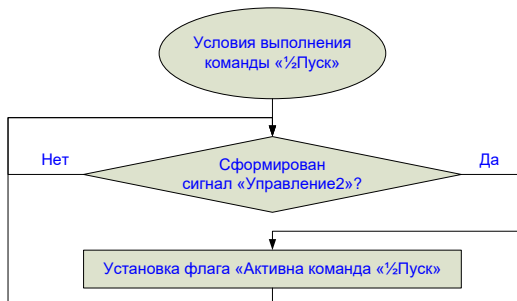 Условия выполнения
команды «½Пуск»
Нет
Сформирован
сигнал «Управление2»?
Да
Установка флага «Активна команда «½Пуск»